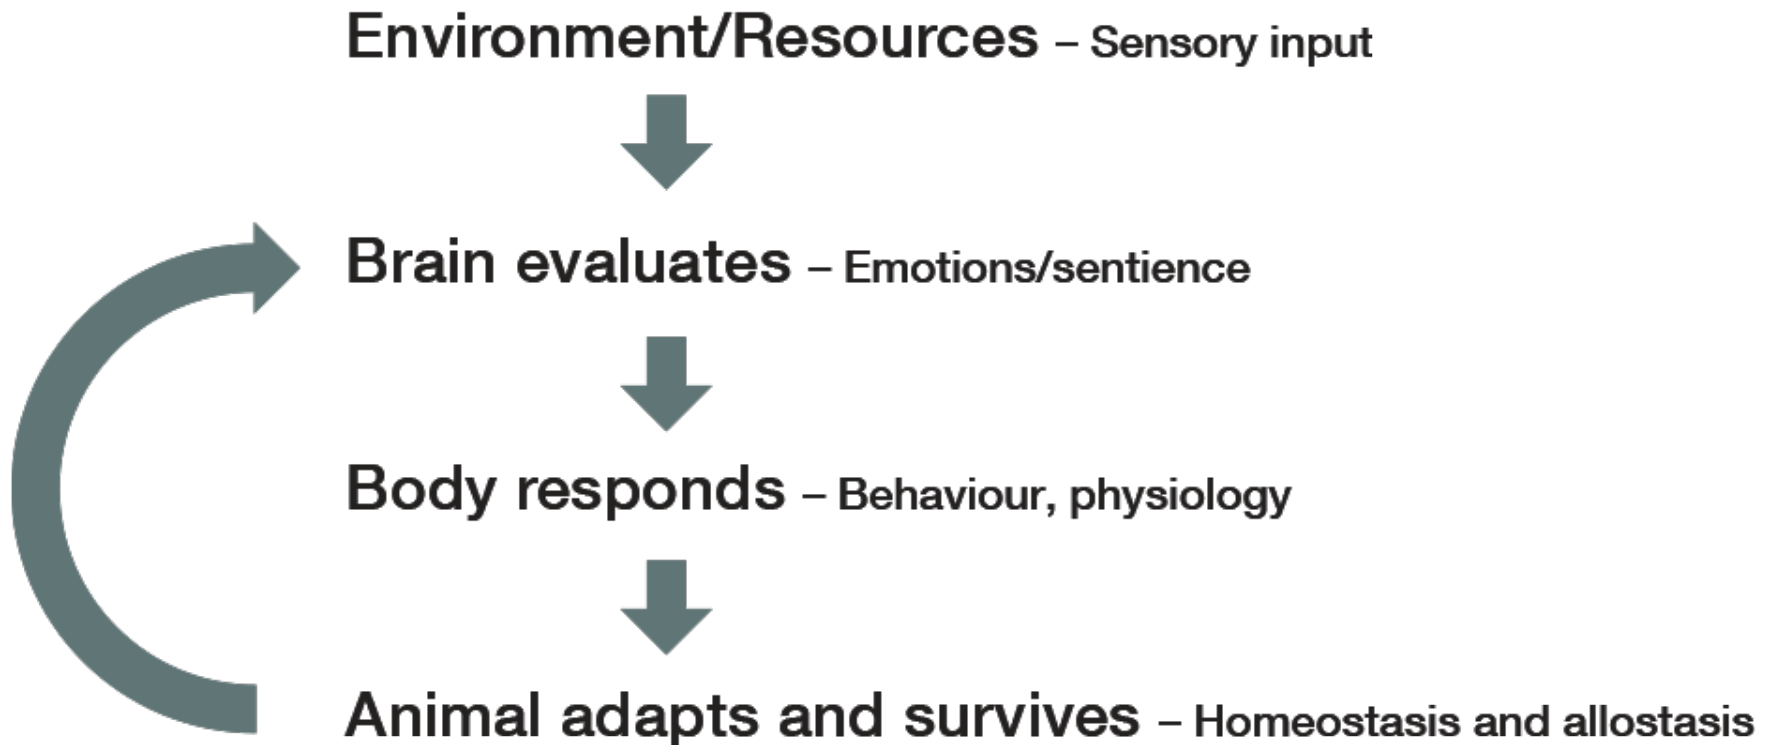 Environment/Resources – Sensory input
Brain evaluates – Emotions/sentience
Body responds – Behaviour, physiology
Animal adapts and survives – Homeostasis and allostasis